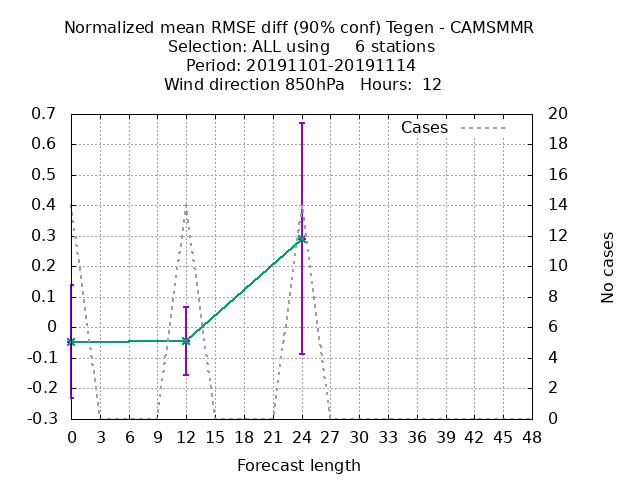 Normalized mean RMSE diff (90% conf) Tegen - CAMSMMR
Selection: ALL using     6 stations
Period: 20191101-20191114
Wind direction 850hPa   Hours:  12
Cases
0.7
0.6
0.5
0.4
0.3
0.2
0.1
0
-0.1
-0.2
-0.3
20
18
16
14
12
10
8
6
4
2
0
No cases
0 3 6 9 12 15 18 21 24 27 30 33 36 39 42 45 48
Forecast length